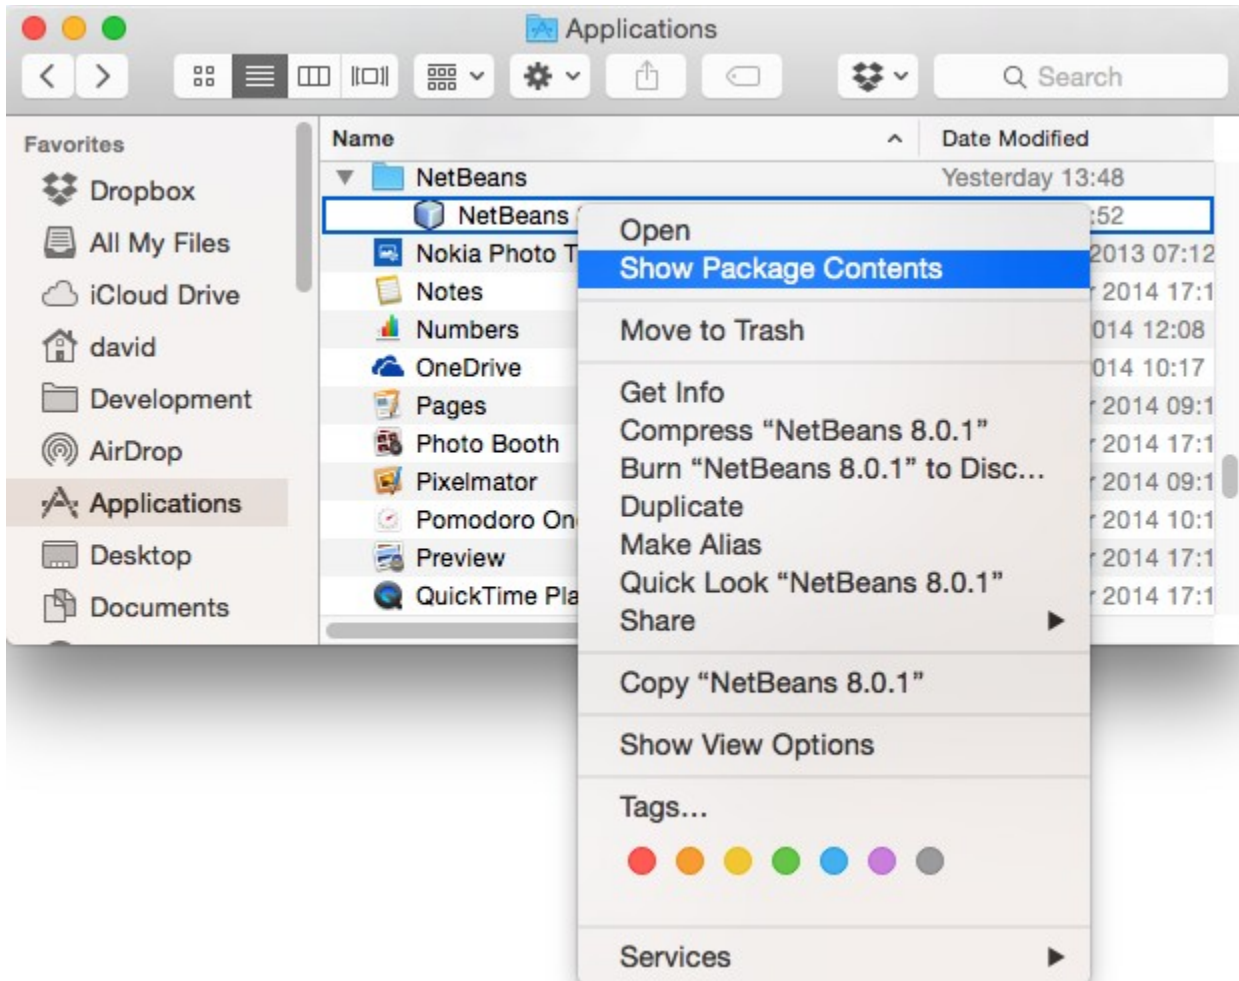 Applications
Search
Favorites
Dropbox
All My Files
iCloud Drive
david
Development
AirDrop
Applications
Desktop
Documents
Name Date Modified
NetBeans Yesterday 13:48
NetBeans :52
Nokia Photo T 2013 07:12
Notes 2014 17:1
Numbers 014 12:08
OneDrive 014 10:17
Pages 2014 09:1
Photo Booth 2014 17:1
Pixelmator 2014 09:1
Pomodoro On 2014 10:1
Preview 2014 17:1
QuickTime Pla 2014 17:1
Open
Show Package Contents
Move to Trash
Get Info
Compress “NetBeans 8.0.1”
Burn “NetBeans 8.0.1” to Disc...
Duplicate
Make Alias
Quick Look “NetBeans 8.0.1”
Share
Copy “NetBeans 8.0.1”
Show View Options
Tags...
Services